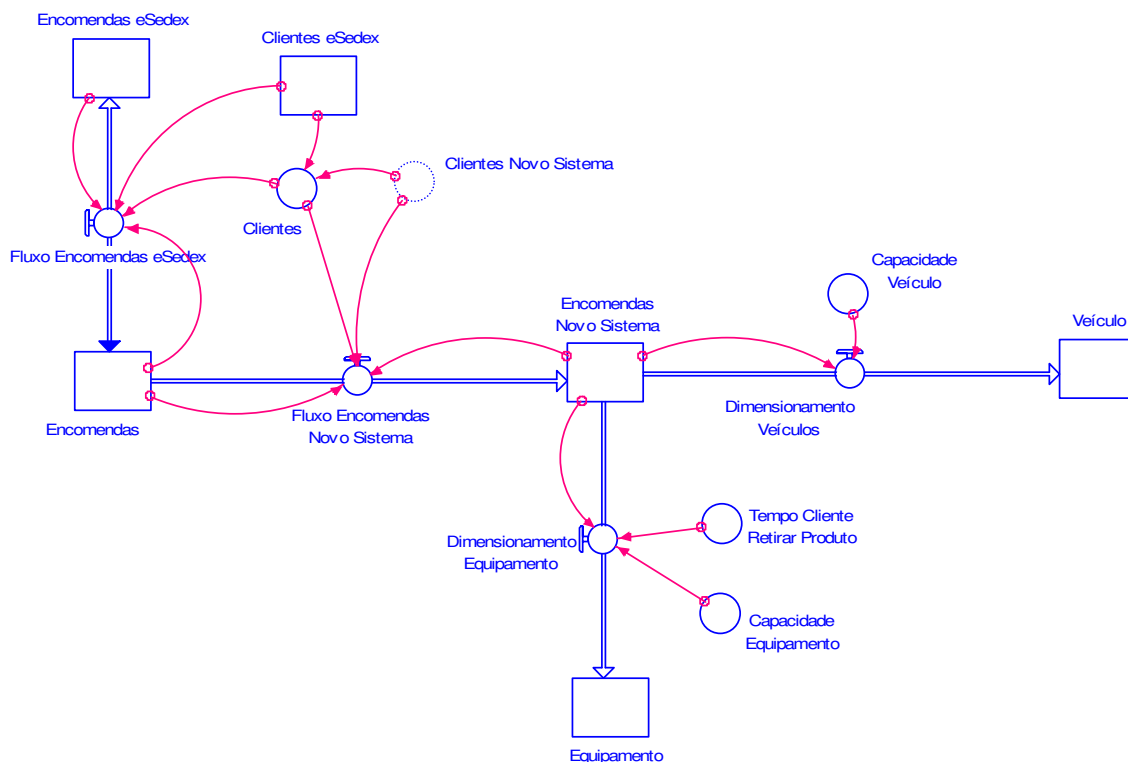 Encomendas eSedex
Clientes eSedex
Clientes Novo Sistema
Clientes
Fluxo Encomendas eSedex
Capacidade
Veículo
Encomendas
Novo Sistema
Veículo
Fluxo Encomendas
Novo Sistema
Dimensionamento
Veículos
Encomendas
Tempo Cliente
Retirar Produto
Dimensionamento
Equipamento
Capacidade
Equipamento
Equipamento